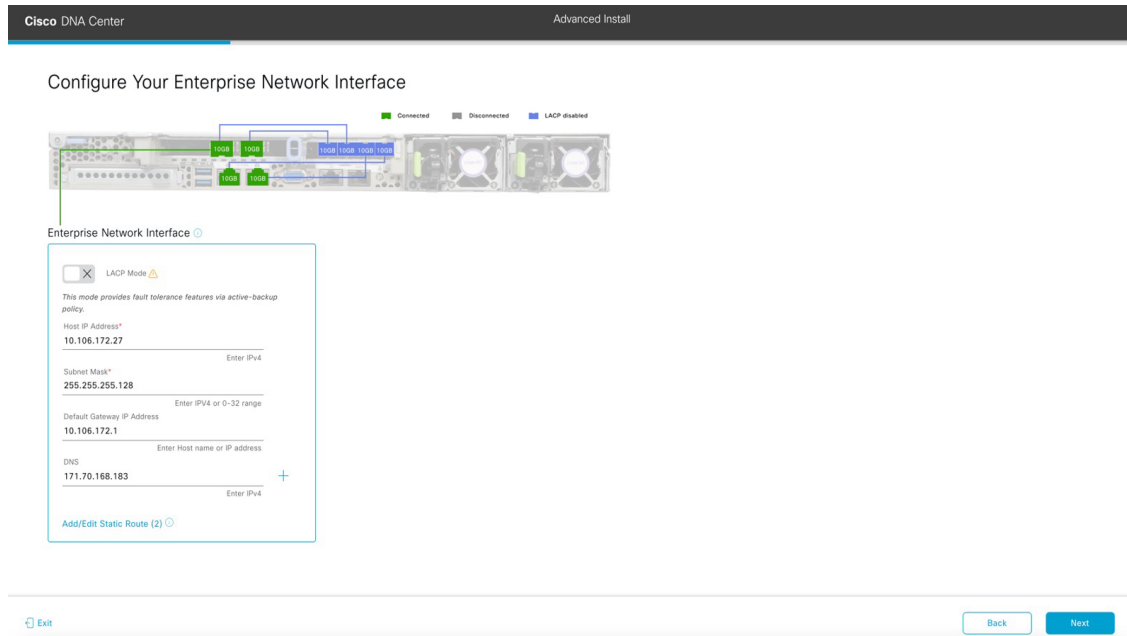 Cisco DNA Center
Advanced Install
Configure Your Enterprise Network Interface
Connected Disconnected LACP disabled
10GB 10GB 10GB 10GB 10GB 10GB
10GB 10GB
Enterprise Network Interface
LACP Mode
This mode provides fault tolerance features via active-backup
policy.
Host IP Address*
10.106.172.27
Enter IPv4
Subnet Mask*
255.255.255.128
Enter IPV4 or 0-32 range
Default Gateway IP Address
10.106.172.1
Enter Host name or IP address
DNS
171.70.168.183
Enter IPv4
Add/Edit Static Route (2)
Exit
Back
Next